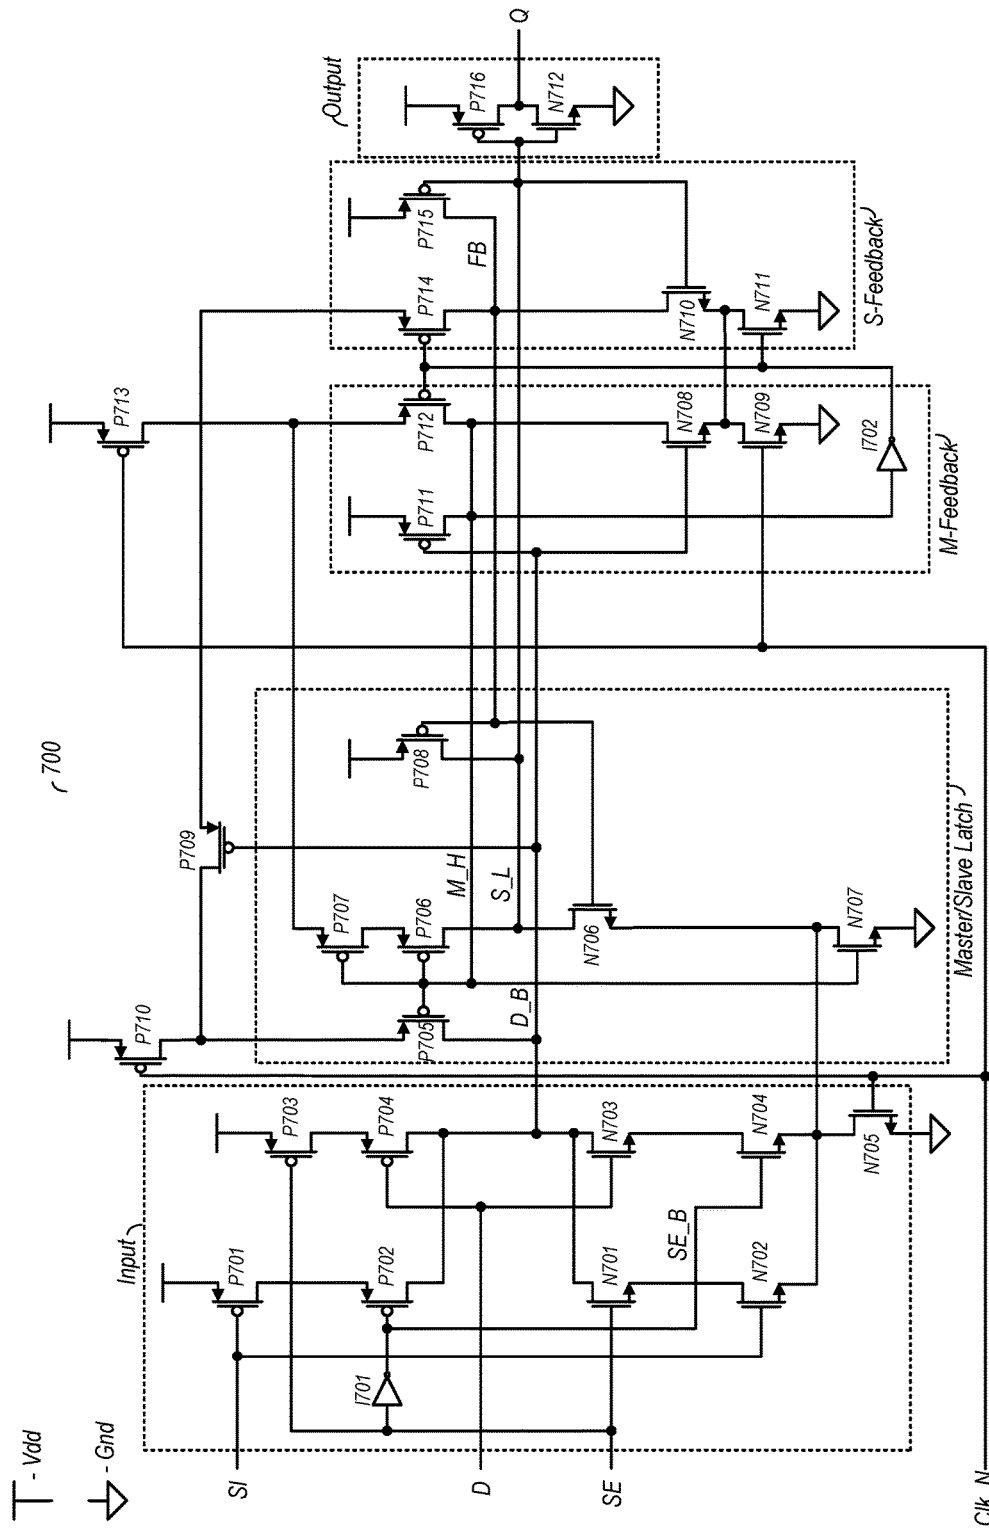 - Vdd
- Gnd
700
Input
SI
D
SE
Clk_N
P701
P702
I701
N701
N702
SE_B
P703
P704
N703
N704
N705
P710
P709
P705
P706
P707
P708
M_H
S_L
D_B
N706
N707
Master/Slave Latch
P713
P711
P712
N708
N709
I702
M-Feedback
P714
P715
FB
N710
N711
S-Feedback
Output
P716
N712
Q